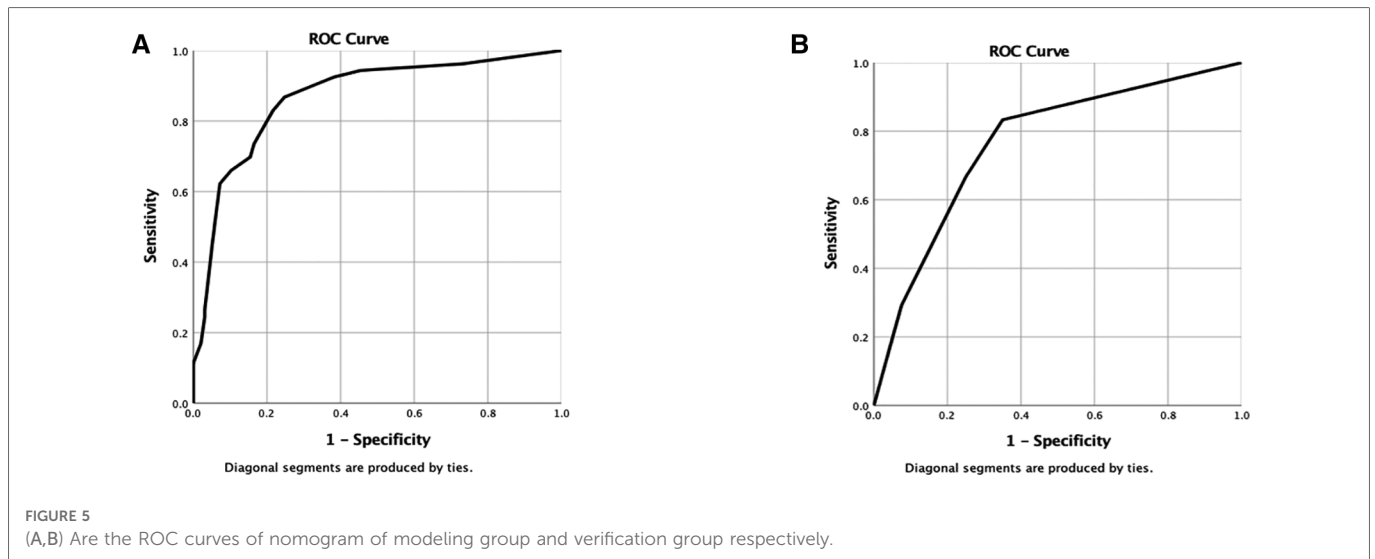 A
ROC Curve
1.0
0.8
0.6
0.4
0.2
0.0
Sensitivity
0.0 0.2 0.4 0.6 0.8 1.0
1 – Specificity
Diagonal segments are produced by ties.
B
ROC Curve
1.0
0.8
0.6
0.4
0.2
0.0
Sensitivity
0.0 0.2 0.4 0.6 0.8 1.0
1 – Specificity
Diagonal segments are produced by ties.
FIGURE 5
(A,B) Are the ROC curves of nomogram of modeling group and verification group respectively.